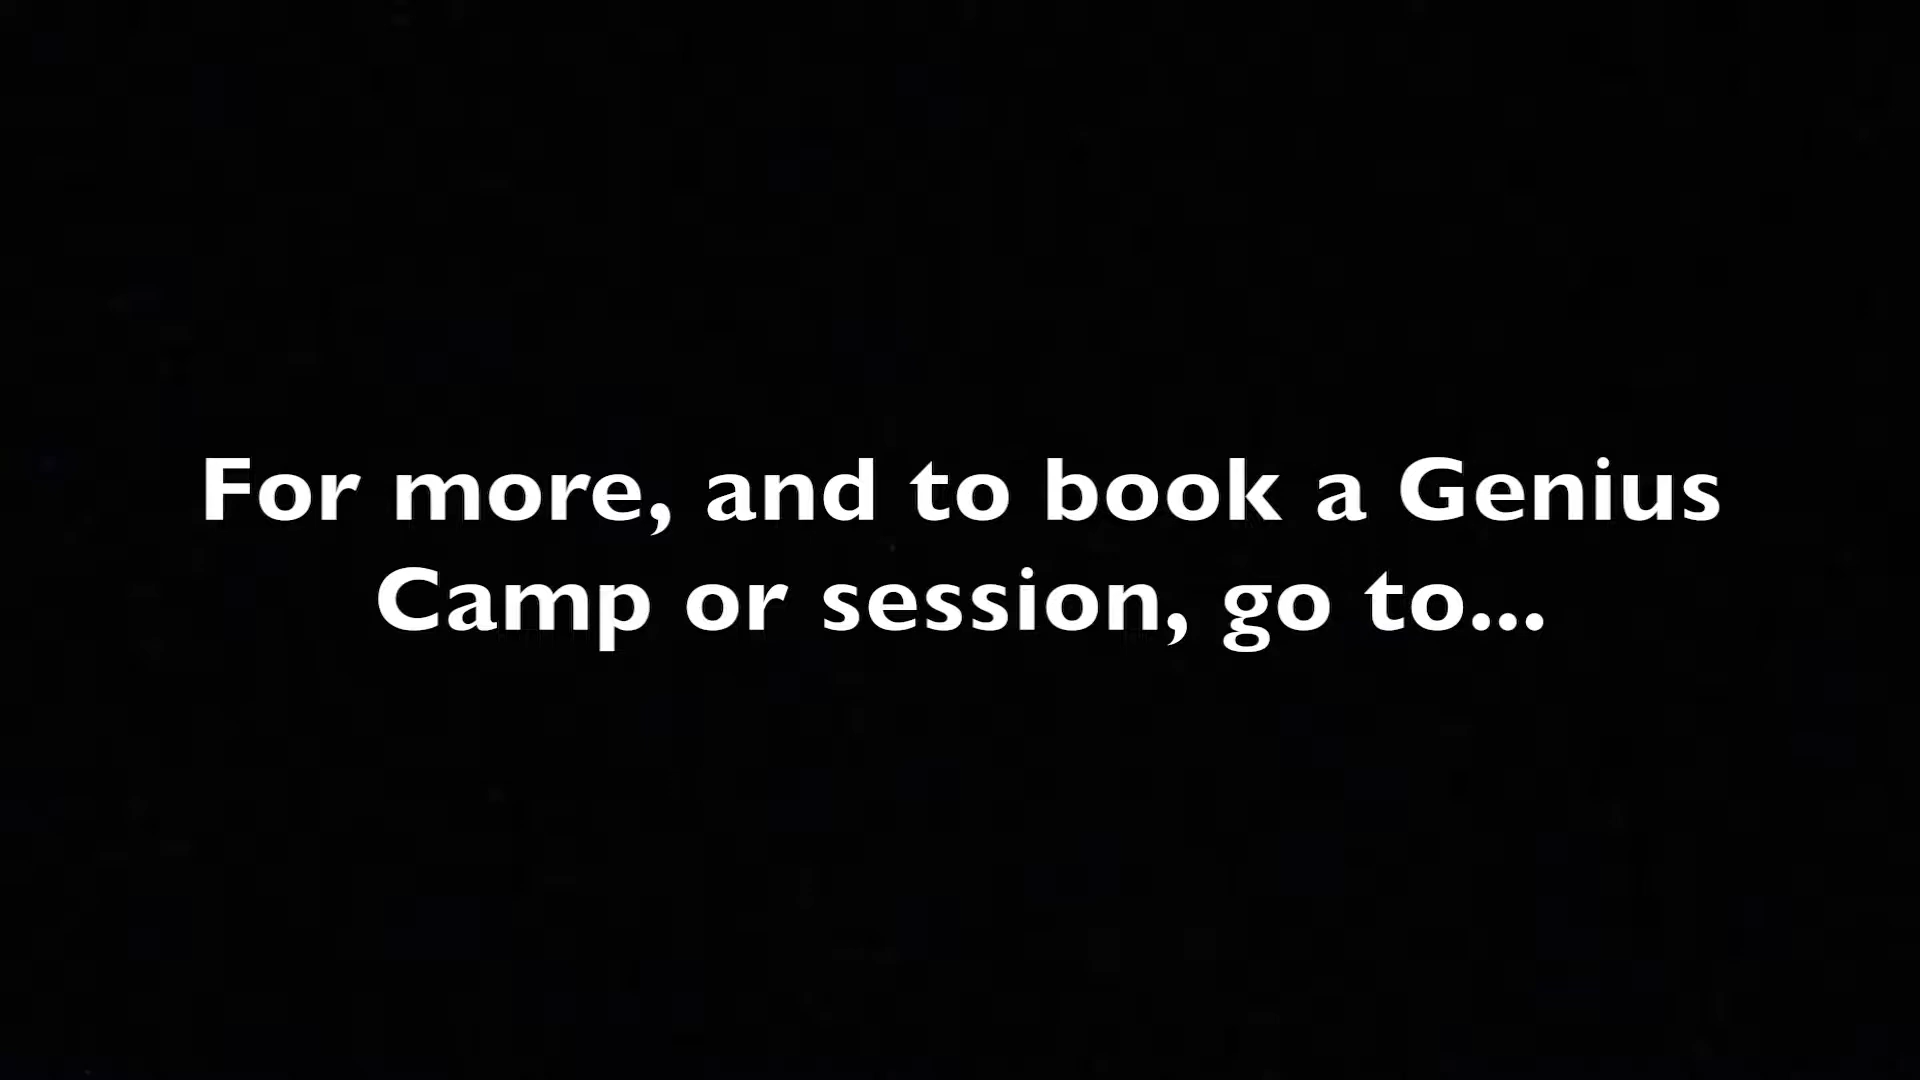 For more, and to book a Genius
Camp or session, go to...